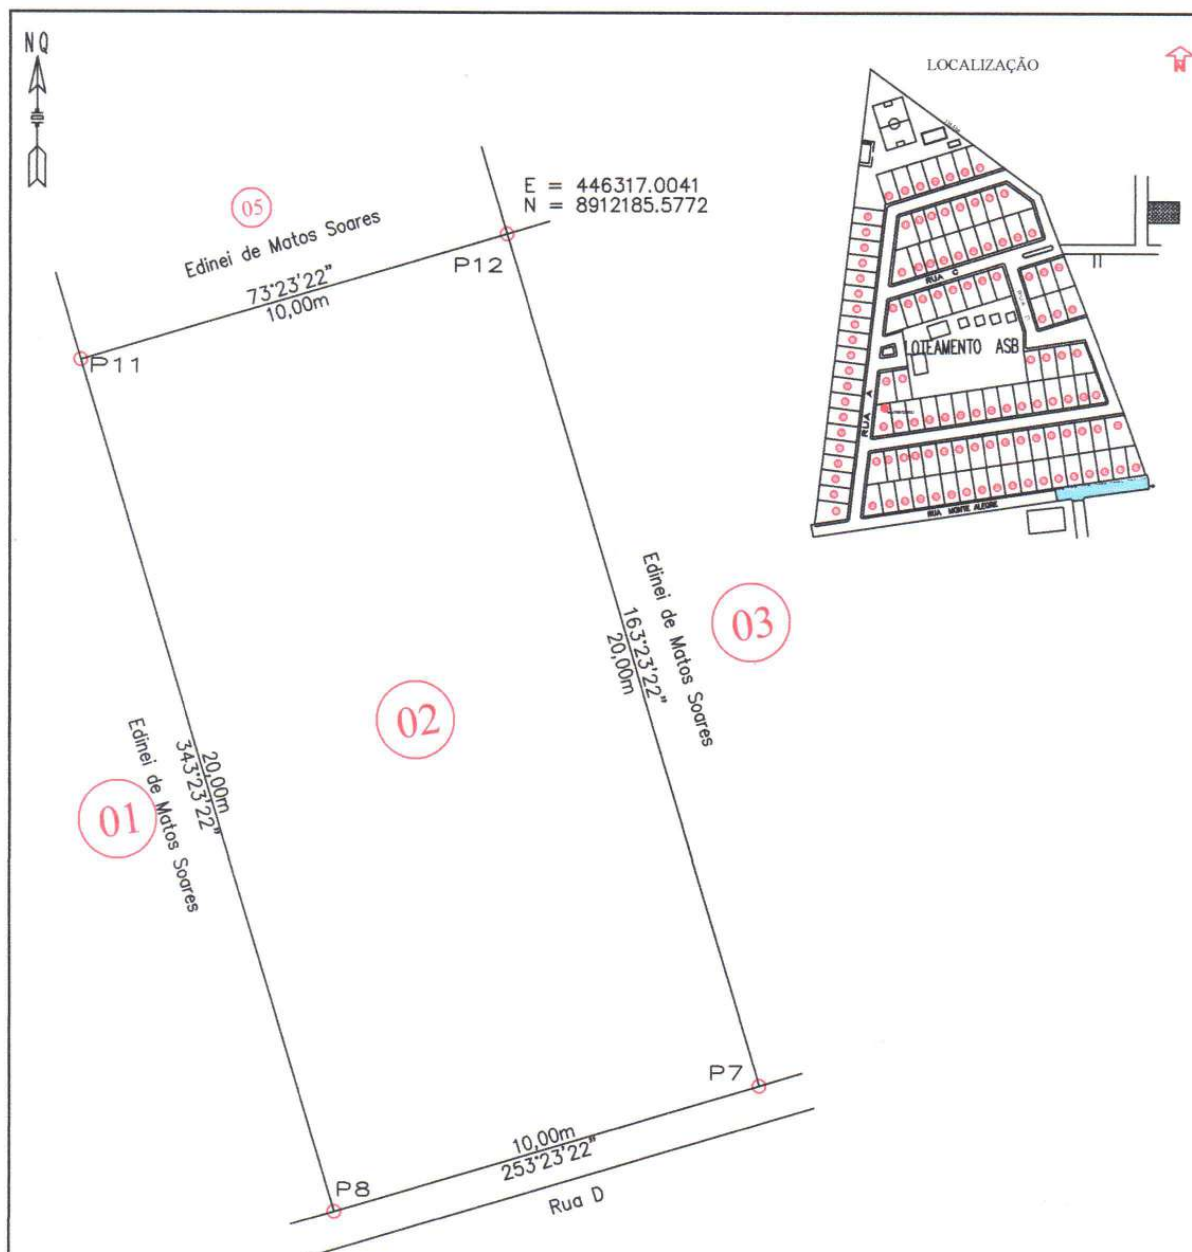 NQ
LOCALIZAÇÃO
N
E = 446317.0041
N = 8912185.5772
05
Edinei de Matos Soares
P12
73°23'22"
10,00m
P11
RUA C
LOTEAMENTO ASB
RUA A
RUA MONTE ALEGRE
Edinei de Matos Soares
163°23'22"
20,00m
03
02
Edinei de Matos Soares
20,00m
343°23'22"
01
P7
10,00m
253°23'22"
P8
Rua D